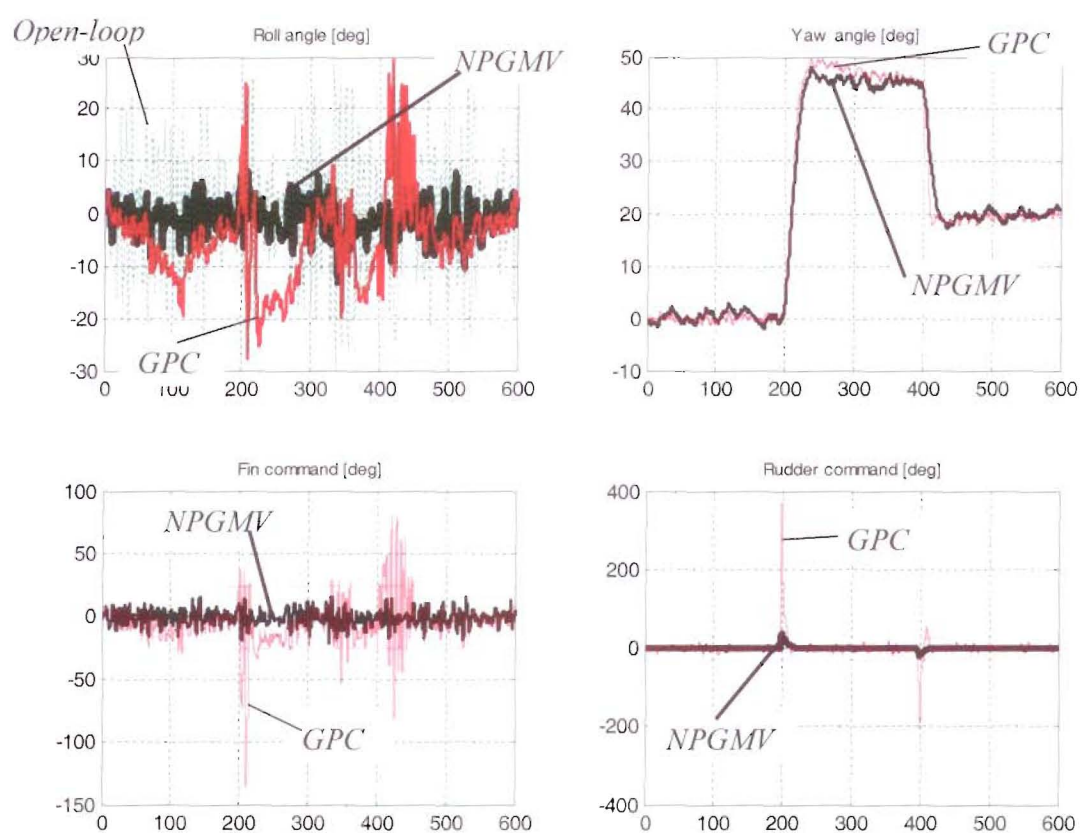 Open-loop
Roll angle [deg]
NPGMV
30
20
10
0
-10
-20
-30
GPC
0 100 200 300 400 500 600
Yaw angle [deg]
GPC
50
40
30
20
10
0
-10
NPGMV
0 100 200 300 400 500 600
Fin command [deg]
100
50
0
-50
-100
-150
NPGMV
GPC
0 100 200 300 400 500 600
Rudder command [deg]
400
200
0
-200
-400
GPC
NPGMV
0 100 200 300 400 500 600